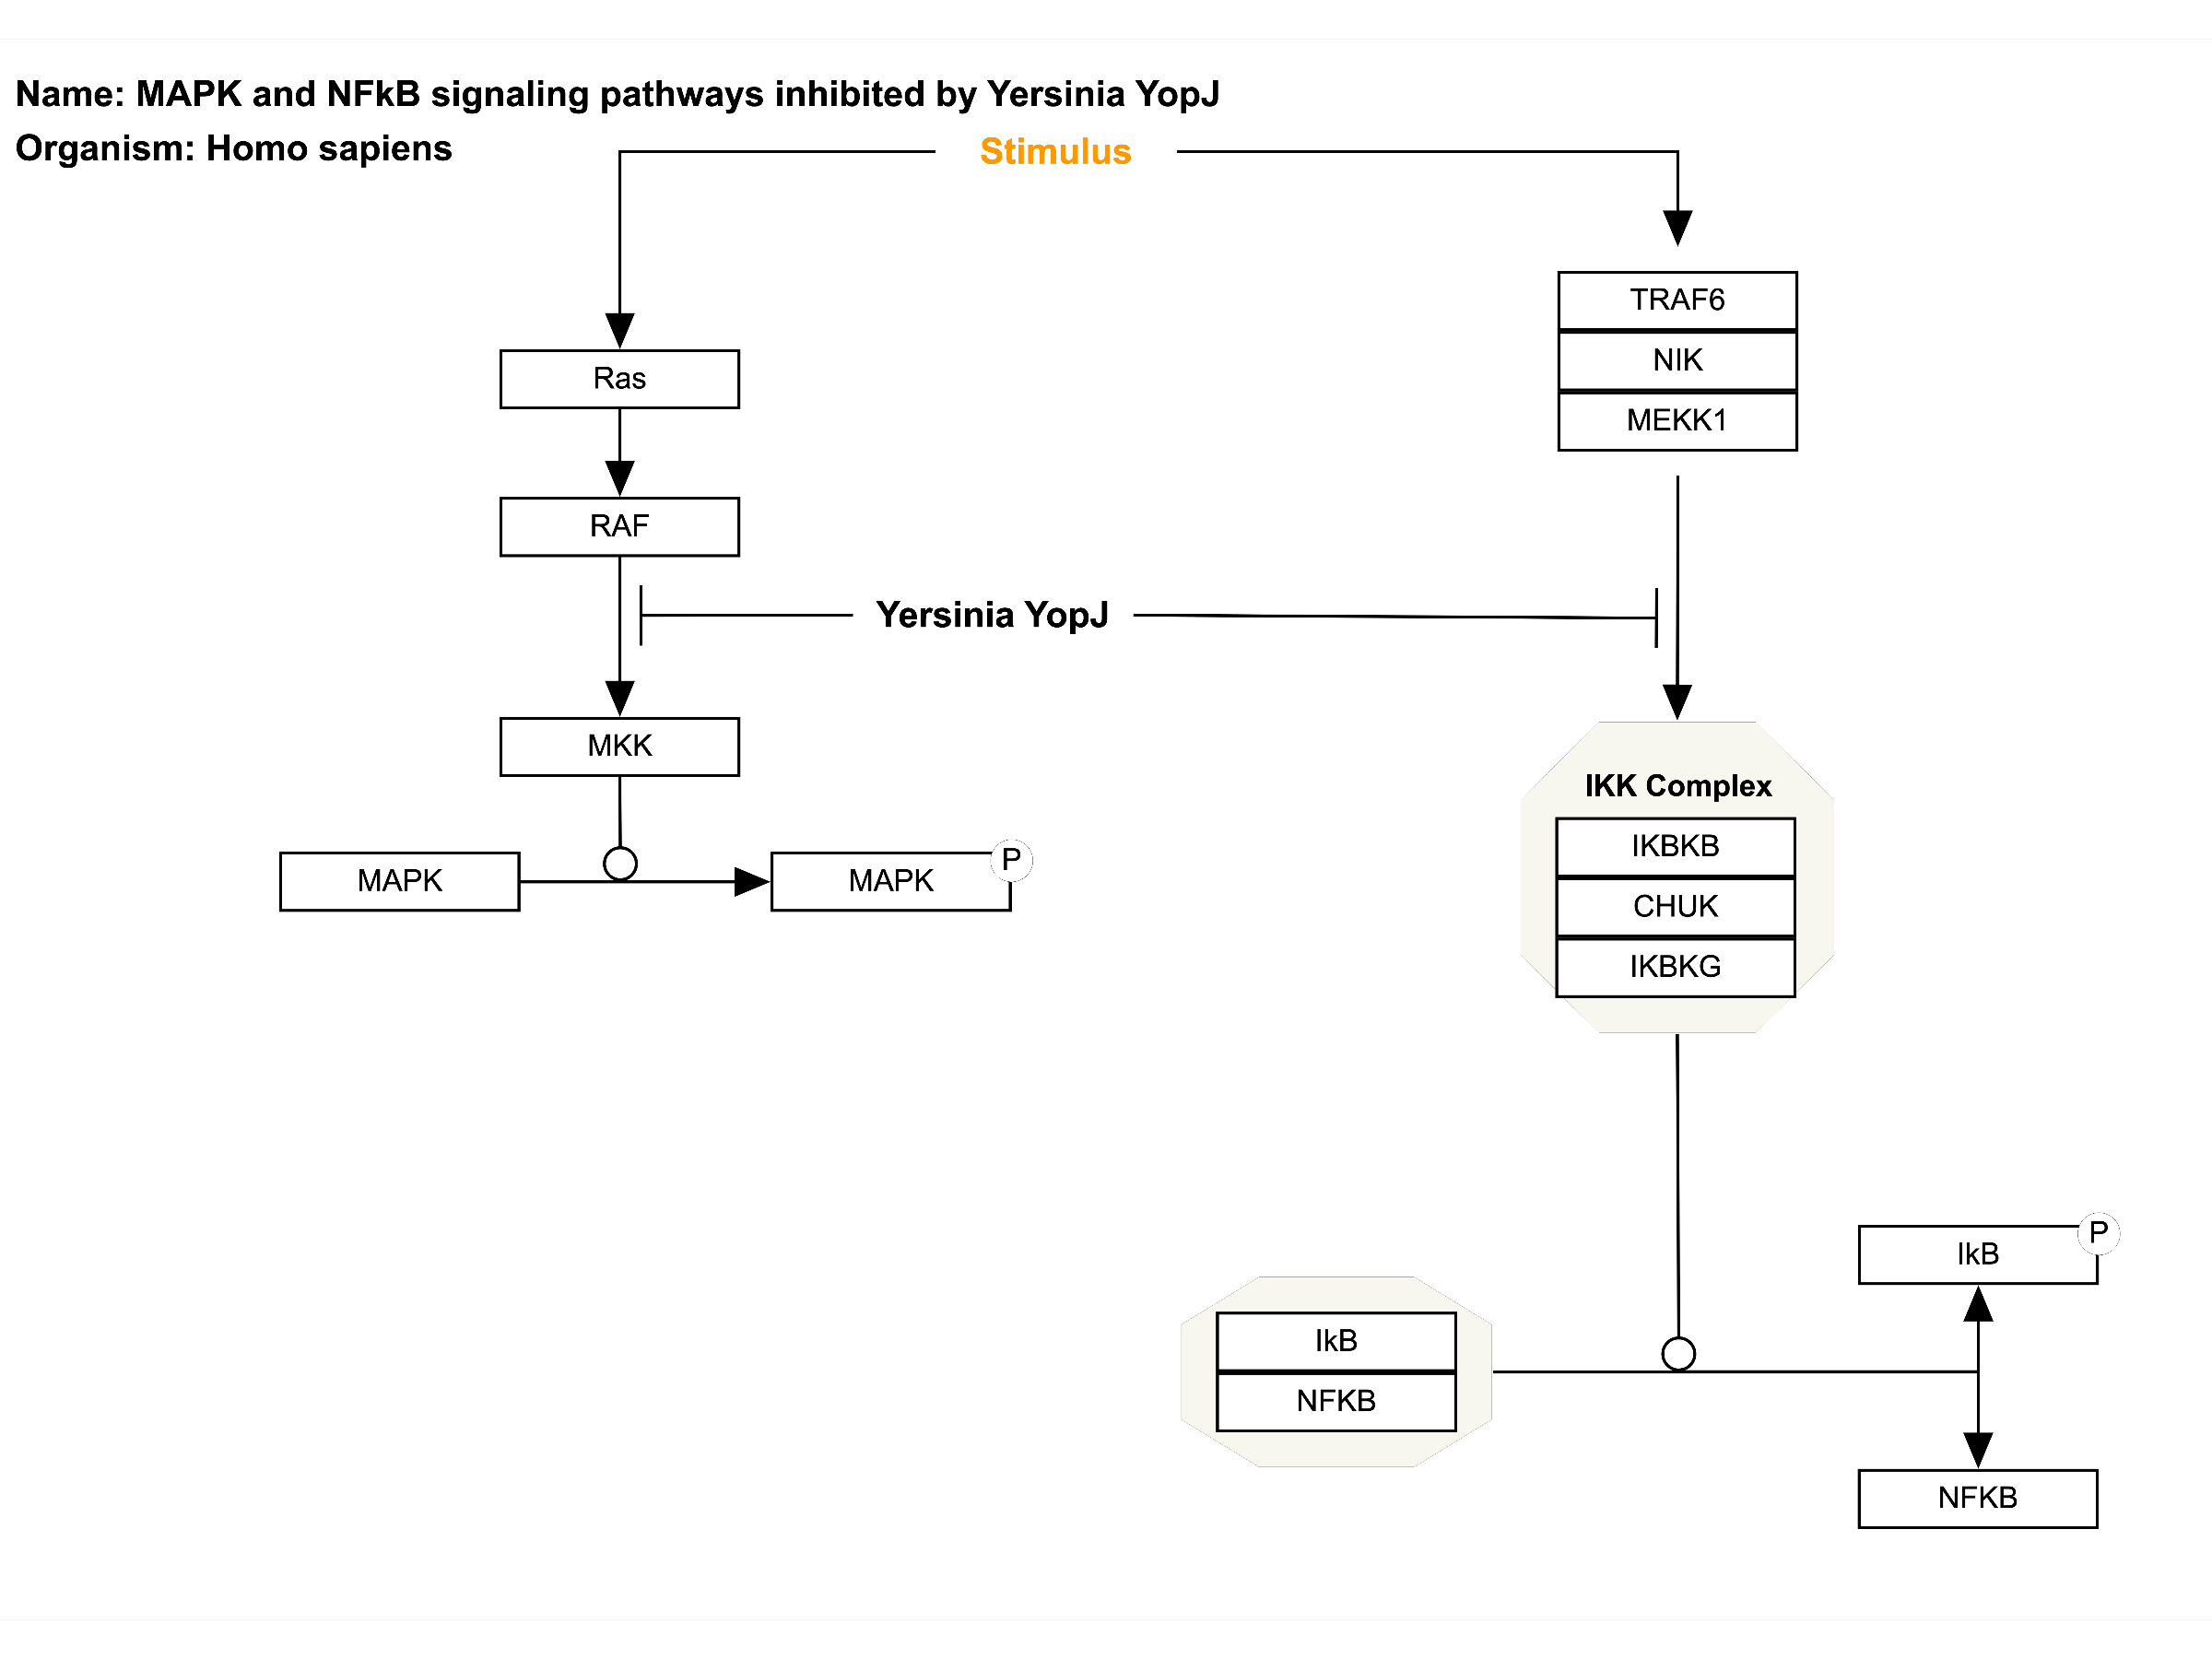 Name: MAPK and NFkB signaling pathways inhibited by Yersinia YopJ
Organism: Homo sapiens
Stimulus
TRAF6
NIK
MEKK1
Ras
RAF
Yersinia YopJ
MKK
IKK Complex
IKBKB
CHUK
IKBKG
MAPK
MAPK
P
IkB
P
IkB
NFKB
NFKB